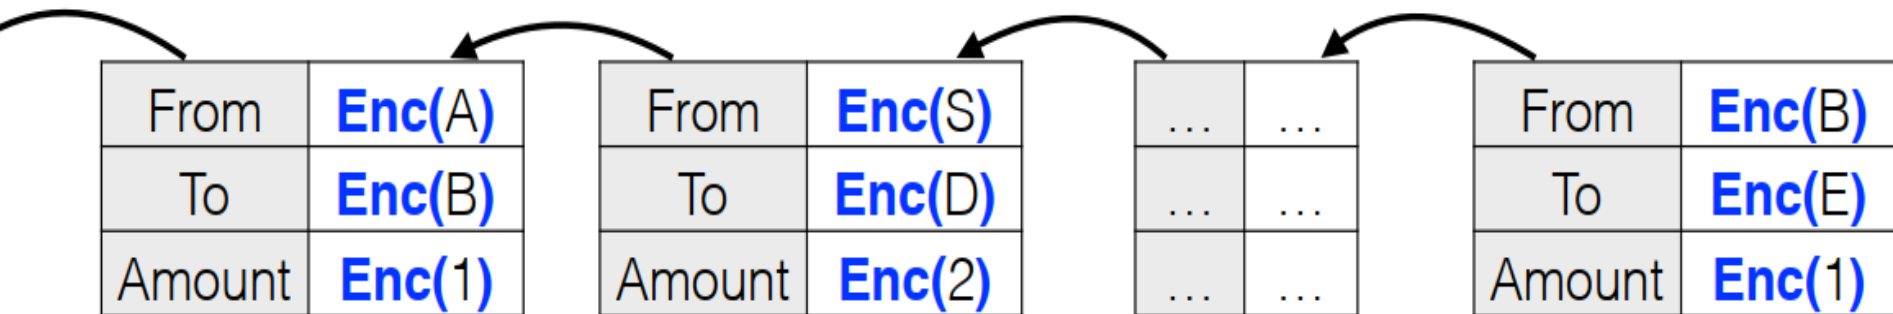 From Enc(A) From Enc(S) ... ... From Enc(B)
To Enc(B) To Enc(D) ... ... To Enc(E)
Amount Enc(1) Amount Enc(2) ... ... Amount Enc(1)